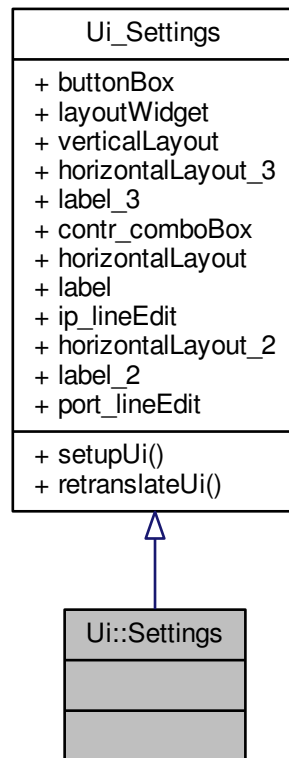 Ui_Settings
+ buttonBox
+ layoutWidget
+ verticalLayout
+ horizontalLayout_3
+ label_3
+ contr_comboBox
+ horizontalLayout
+ label
+ ip_lineEdit
+ horizontalLayout_2
+ label_2
+ port_lineEdit
+ setupUi()
+ retranslateUi()
Ui::Settings